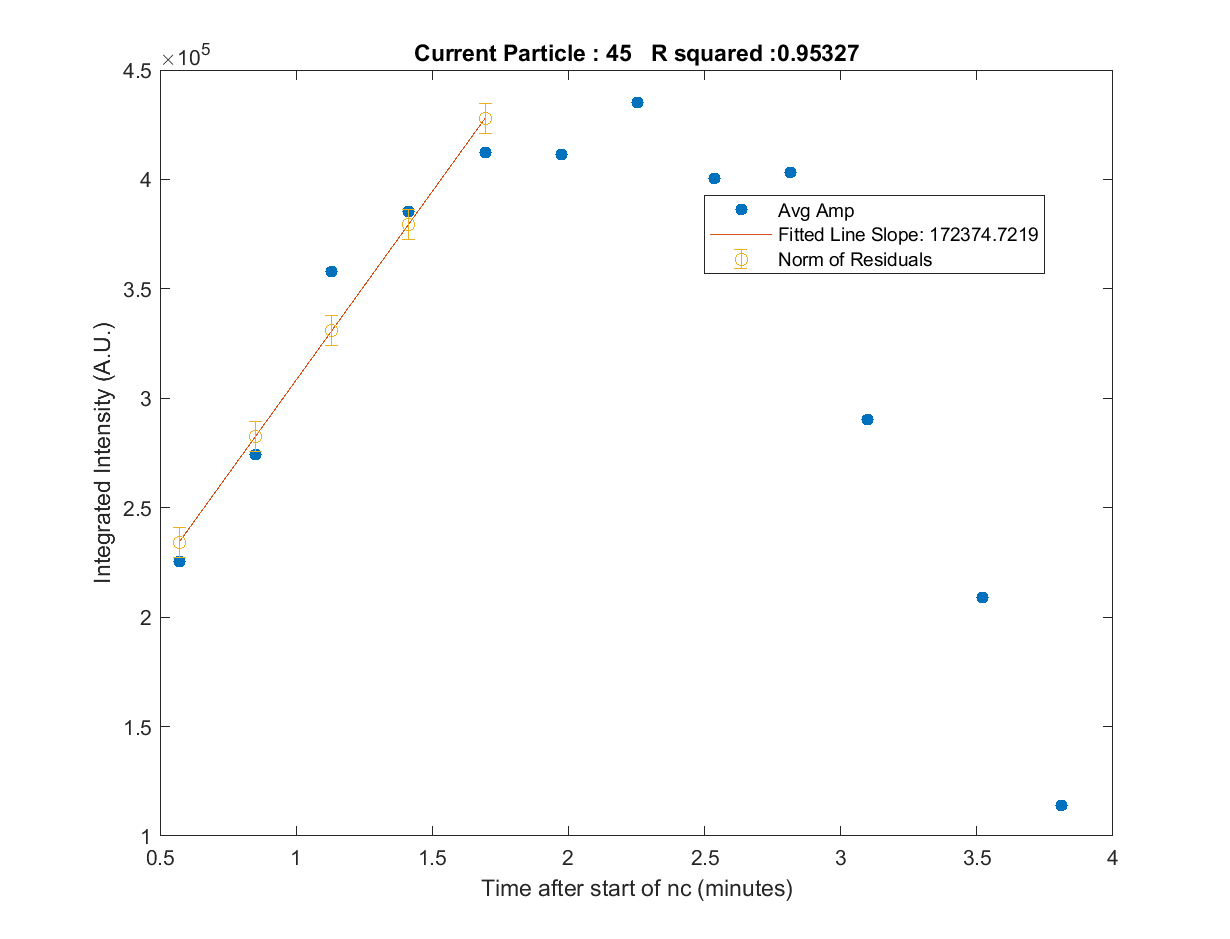 Current Particle : 45 R squared :0.95327
×10^5
4.5
4
3.5
3
2.5
2
1.5
1
Integrated Intensity (A.U.)
Avg Amp
Fitted Line Slope: 172374.7219
Norm of Residuals
0.5 1 1.5 2 2.5 3 3.5 4
Time after start of nc (minutes)